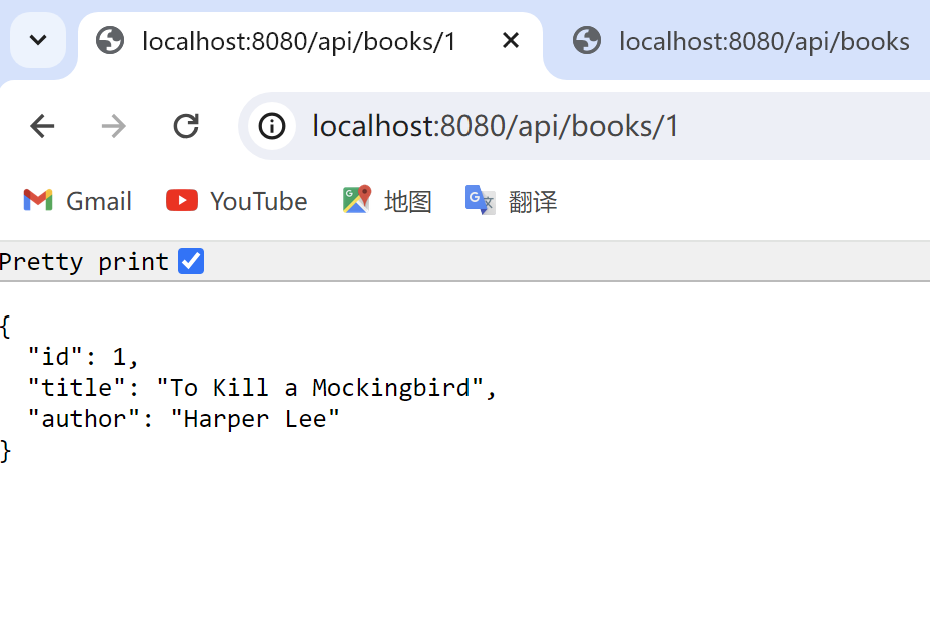 localhost:8080/api/books/1 localhost:8080/api/books
localhost:8080/api/books/1
Gmail YouTube 地图 翻译
Pretty print
{
  "id": 1,
  "title": "To Kill a Mockingbird",
  "author": "Harper Lee"
}